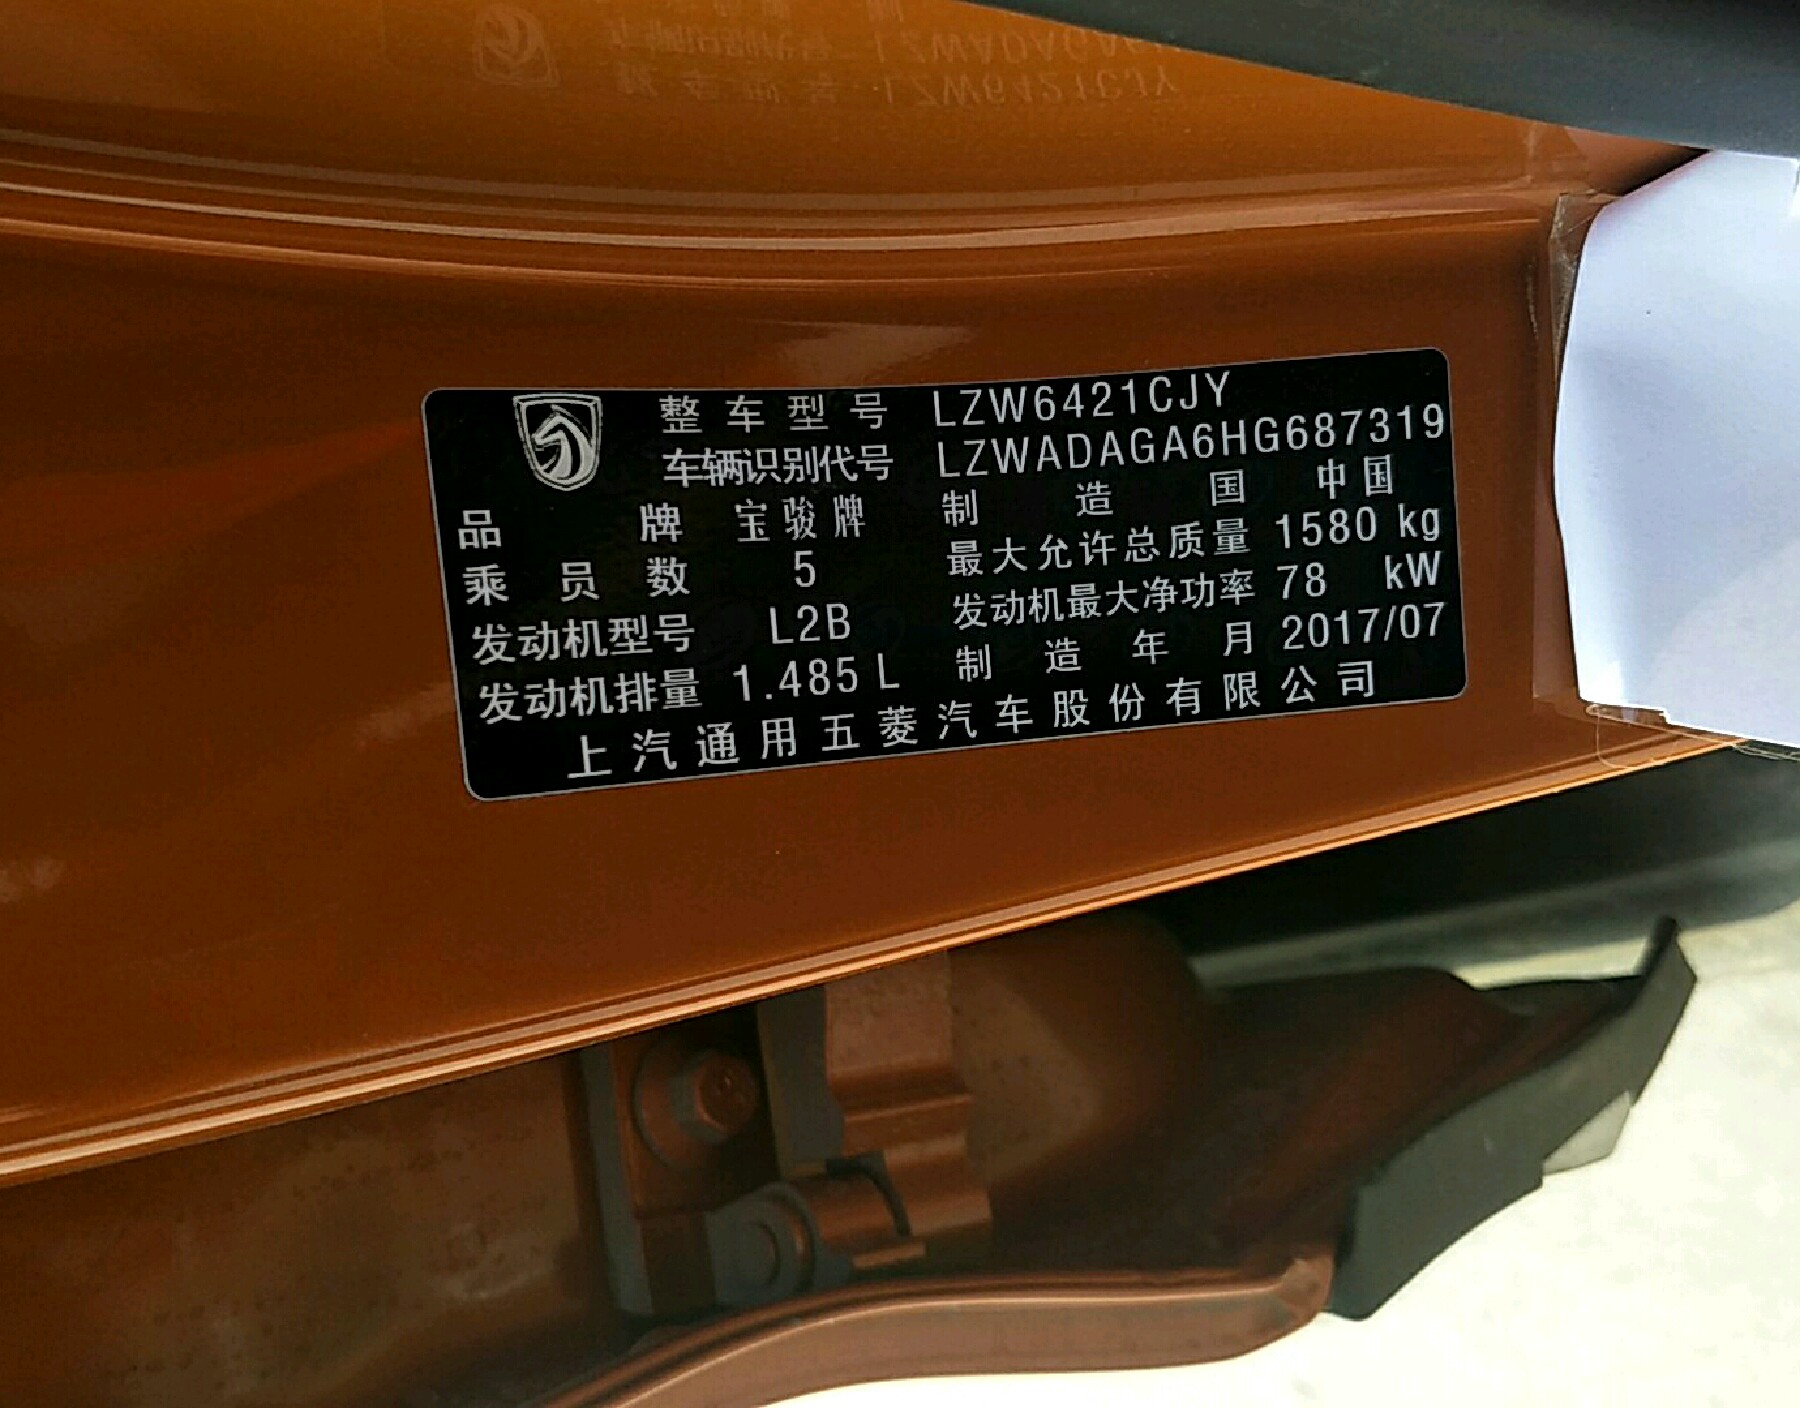 整车型号 LZW6421CJY
车辆识别代号 LZWADAGA6HG687319
品牌 宝骏牌 制造国 中国
乘员数 5 最大允许总质量 1580 kg
发动机型号 L2B 发动机最大净功率 78 kW
发动机排量 1.485 L 制造年月 2017/07
上汽通用五菱汽车股份有限公司